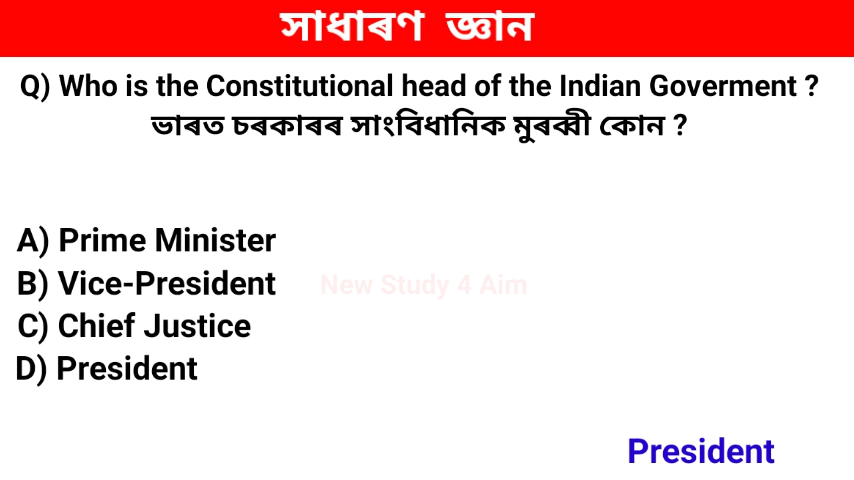 সাধাৰণ জ্ঞান
Q) Who is the Constitutional head of the Indian Goverment ?
ভাৰত চৰকাৰৰ সাংবিধানিক মুৰব্বী কোন ?
A) Prime Minister
B) Vice-President
New Study 4 Aim
C) Chief Justice
D) President
President